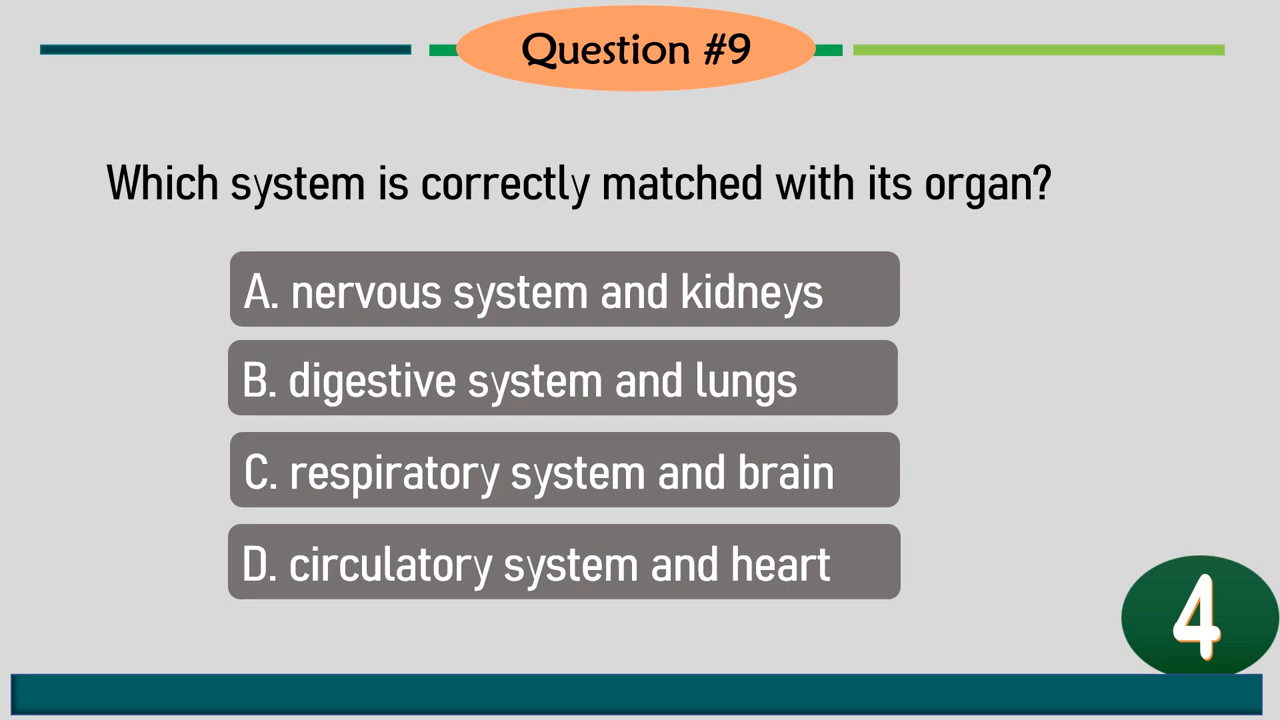 Question #9
Which system is correctly matched with its organ?
A. nervous system and kidneys
B. digestive system and lungs
C. respiratory system and brain
D. circulatory system and heart
4